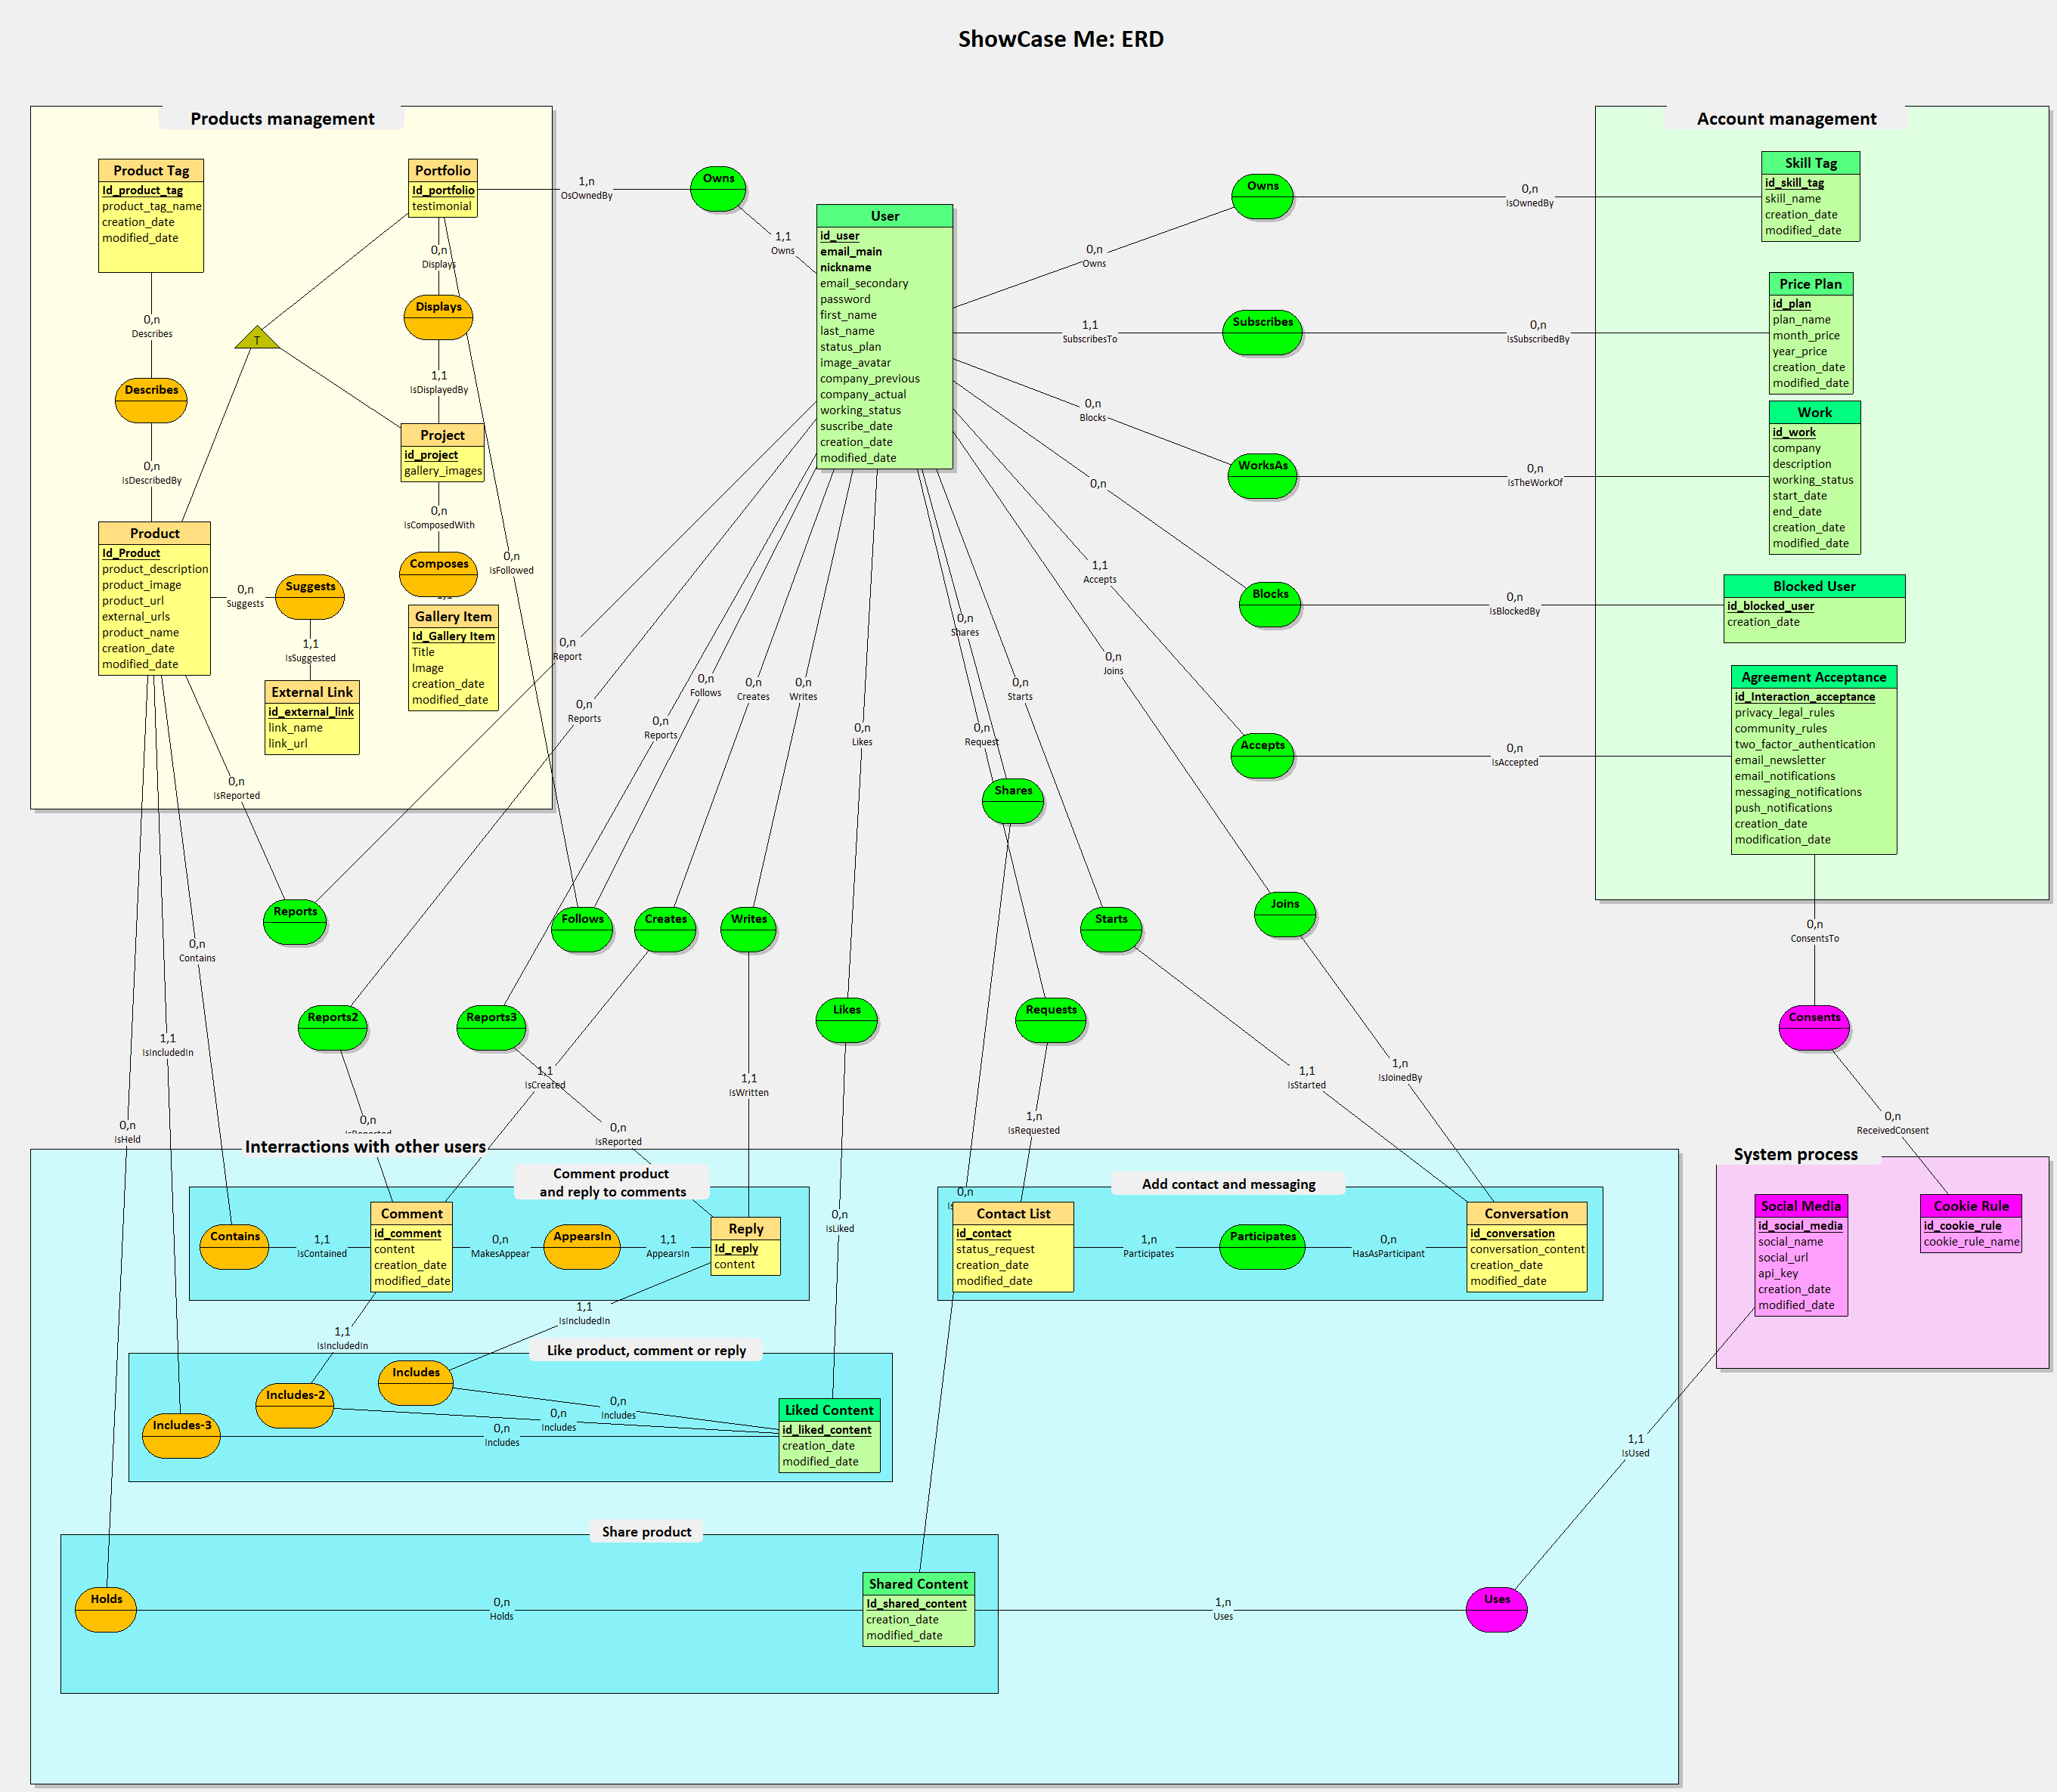 ShowCase Me: ERD
Products management
Product Tag
Id_product_tag
product_tag_name
creation_date
modified_date
Portfolio
Id_portfolio
testimonial
1,n
OsOwnedBy
Owns
1,1
Owns
0,n
Displays
Displays
1,1
IsDisplayedBy
0,n
Describes
T
Describes
0,n
IsDescribedBy
Project
id_project
gallery_images
0,n
IsComposedWith
Composes
0,n
IsFollowed
Product
Id_Product
product_description
product_image
product_url
external_urls
product_name
creation_date
modified_date
0,n
Suggests
Suggests
1,1
IsSuggested
Gallery Item
Id_Gallery Item
Title
Image
creation_date
modified_date
External Link
id_external_link
link_name
link_url
0,n
IsReported
User
id_user
email_main
nickname
email_secondary
password
first_name
last_name
status_plan
image_avatar
company_previous
company_actual
working_status
suscribe_date
creation_date
modified_date
Account management
Owns
0,n
Owns
0,n
IsOwnedBy
Skill Tag
id_skill_tag
skill_name
creation_date
modified_date
1,1
SubscribesTo
Subscribes
0,n
IsSubscribedBy
Price Plan
id_plan
plan_name
month_price
year_price
creation_date
modified_date
0,n
Blocks
WorksAs
0,n
IsTheWorkOf
Work
id_work
company
description
working_status
start_date
end_date
creation_date
modified_date
0,n
Blocks
0,n
IsBlockedBy
Blocked User
id_blocked_user
creation_date
1,1
Accepts
Accepts
0,n
IsAccepted
Agreement Acceptance
id_Interaction_acceptance
privacy_legal_rules
community_rules
two_factor_authentication
email_newsletter
email_notifications
messaging_notifications
push_notifications
creation_date
modification_date
0,n
Report
0,n
Reports
0,n
Reports
0,n
Follows
0,n
Creates
0,n
Writes
0,n
Likes
0,n
Shares
0,n
Request
0,n
Starts
0,n
Joins
Shares
Reports
Follows
Creates
Writes
Starts
Joins
Reports2
Reports3
Likes
Requests
0,n
ConsentsTo
Consents
0,n
ReceivedConsent
0,n
Contains
1,1
IsIncludedIn
0,n
IsHeld
0,n
IsReported
1,1
IsCreated
0,n
IsReported
1,1
IsWritten
1,n
IsRequested
1,1
IsStarted
1,n
IsJoinedBy
Interractions with other users
Comment product
and reply to comments
Contains
1,1
IsContained
Comment
id_comment
content
creation_date
modified_date
0,n
MakesAppear
AppearsIn
1,1
AppearsIn
Reply
Id_reply
content
0,n
IsLiked
Add contact and messaging
0,n
Contact List
id_contact
status_request
creation_date
modified_date
1,n
Participates
Participates
0,n
HasAsParticipant
Conversation
id_conversation
conversation_content
creation_date
modified_date
System process
Social Media
id_social_media
social_name
social_url
api_key
creation_date
modified_date
Cookie Rule
id_cookie_rule
cookie_rule_name
1,1
IsIncludedIn
1,1
IsIncludedIn
Like product, comment or reply
Includes
Includes-2
Includes-3
0,n
Includes
0,n
Includes
0,n
Includes
Liked Content
id_liked_content
creation_date
modified_date
1,1
IsUsed
Share product
Holds
0,n
Holds
Shared Content
Id_shared_content
creation_date
modified_date
1,n
Uses
Uses